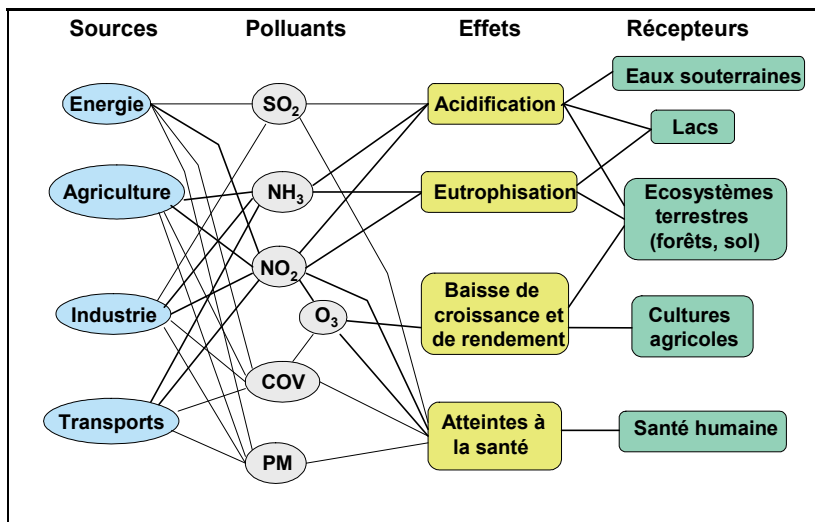 Sources Polluants Effets Récepteurs
Energie
Agriculture
Industrie
Transports
SO₂
NH₃
NO₂
O₃
COV
PM
Acidification
Eutrophisation
Baisse de
croissance et
de rendement
Atteintes à
la santé
Eaux souterraines
Lacs
Ecosystèmes
terrestres
(forêts, sol)
Cultures
agricoles
Santé humaine